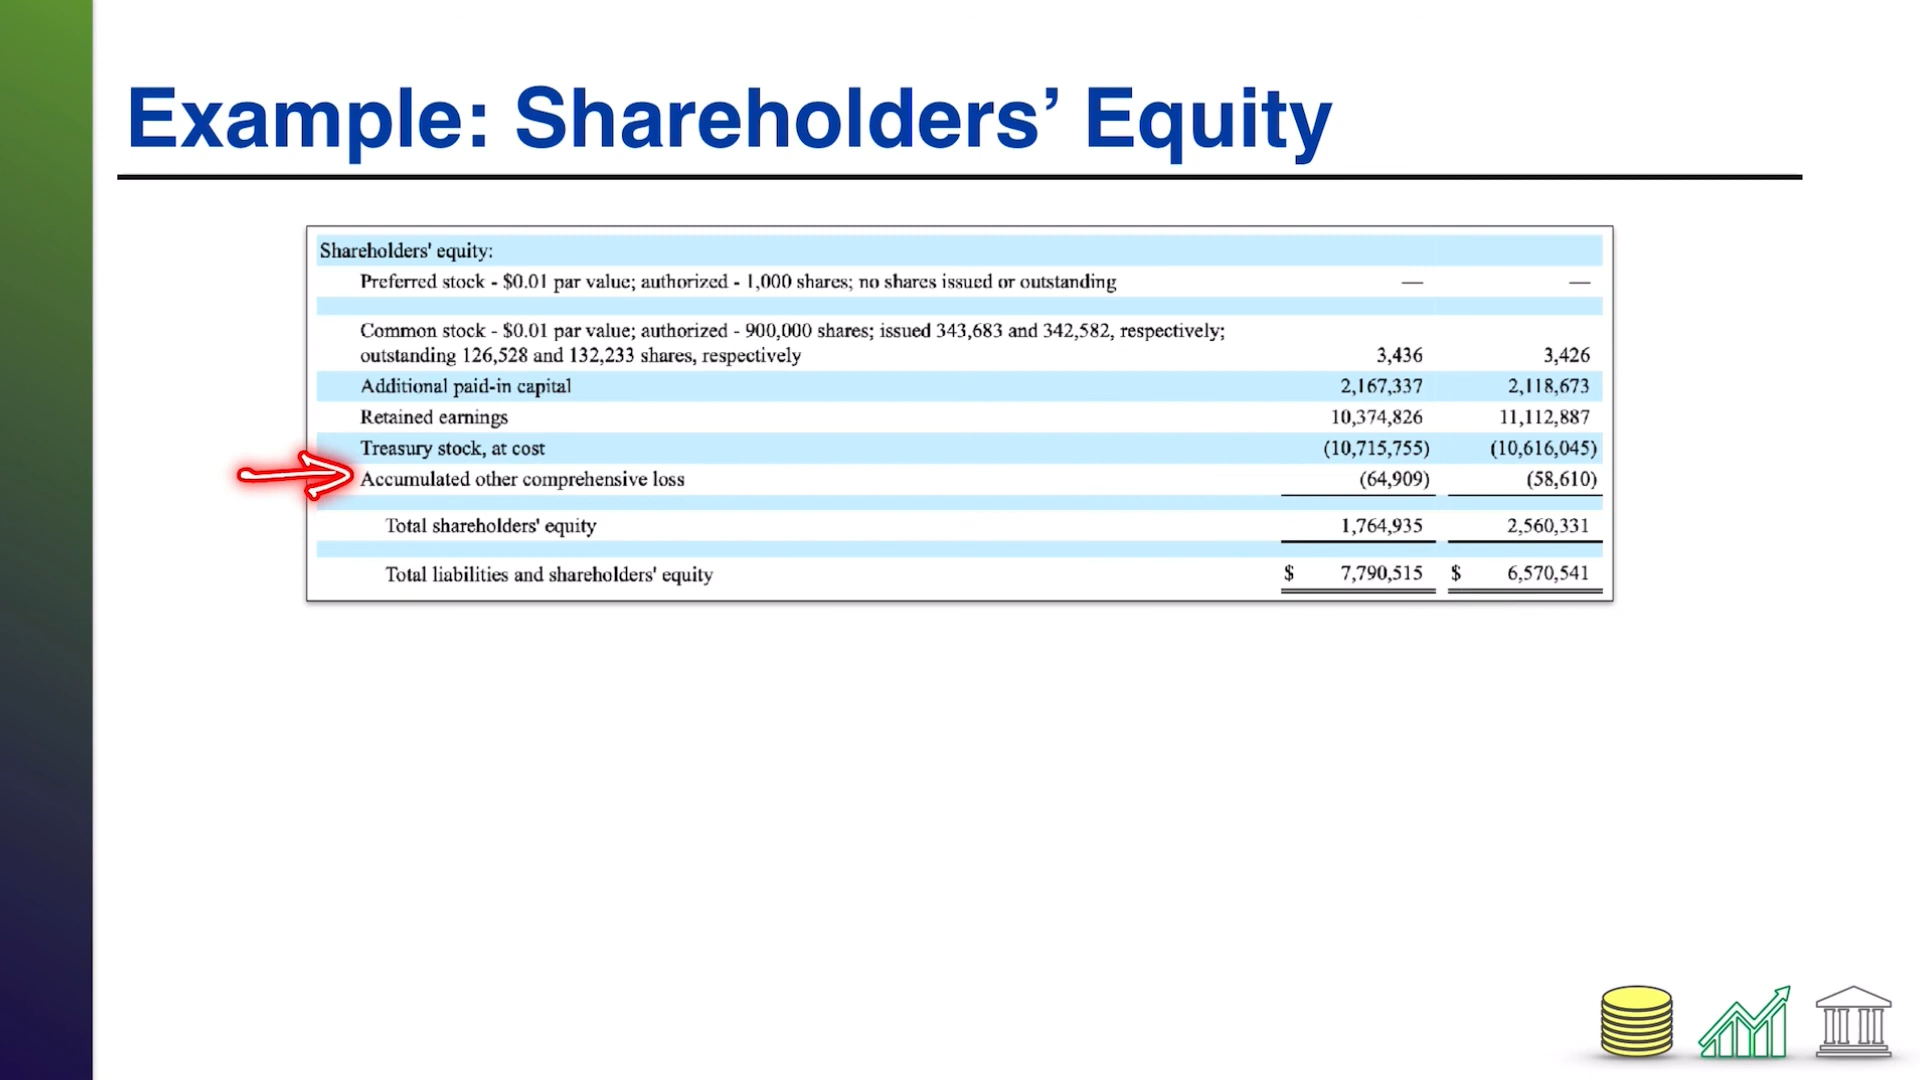 Example: Shareholders’ Equity
Shareholders' equity:
Preferred stock - $0.01 par value; authorized - 1,000 shares; no shares issued or outstanding — —
Common stock - $0.01 par value; authorized - 900,000 shares; issued 343,683 and 342,582, respectively;
outstanding 126,528 and 132,233 shares, respectively 3,436 3,426
Additional paid-in capital 2,167,337 2,118,673
Retained earnings 10,374,826 11,112,887
Treasury stock, at cost (10,715,755) (10,616,045)
Accumulated other comprehensive loss (64,909) (58,610)
Total shareholders' equity 1,764,935 2,560,331
Total liabilities and shareholders' equity $ 7,790,515 $ 6,570,541